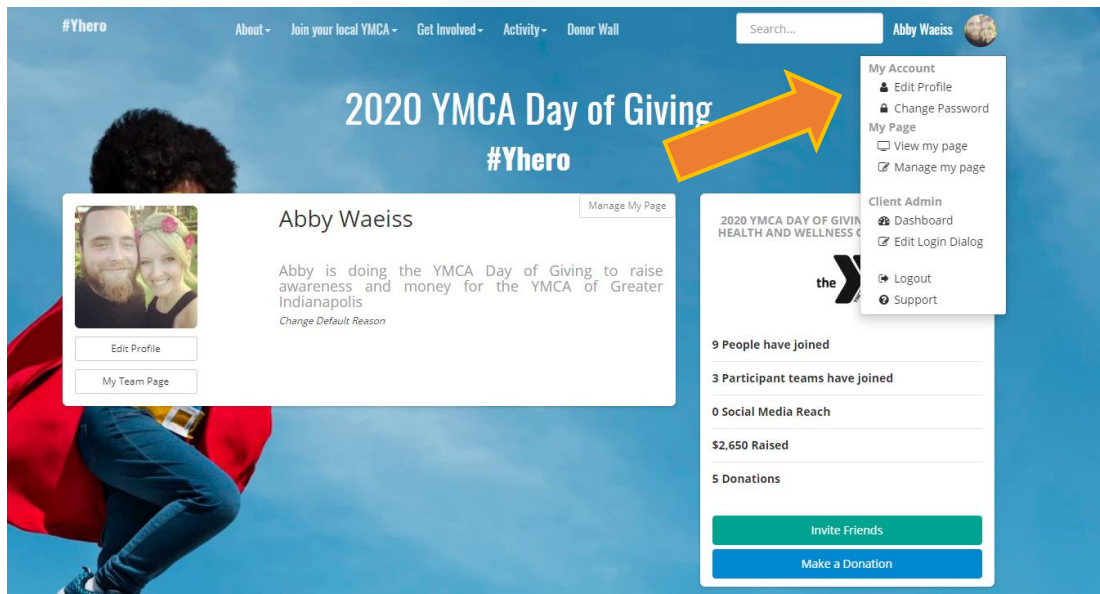 #Yhero
About
Join your local YMCA
Get Involved
Activity
Donor Wall
Search...
Abby Waeiss
My Account
Edit Profile
Change Password
My Page
View my page
Manage my page
Client Admin
Dashboard
Edit Login Dialog
Logout
Support
2020 YMCA Day of Giving
#Yhero
Abby Waeiss
Manage My Page
Abby is doing the YMCA Day of Giving to raise
awareness and money for the YMCA of Greater
Indianapolis
Change Default Reason
Edit Profile
My Team Page
2020 YMCA DAY OF GIVIN
HEALTH AND WELLNESS
the
9 People have joined
3 Participant teams have joined
0 Social Media Reach
$2,650 Raised
5 Donations
Invite Friends
Make a Donation